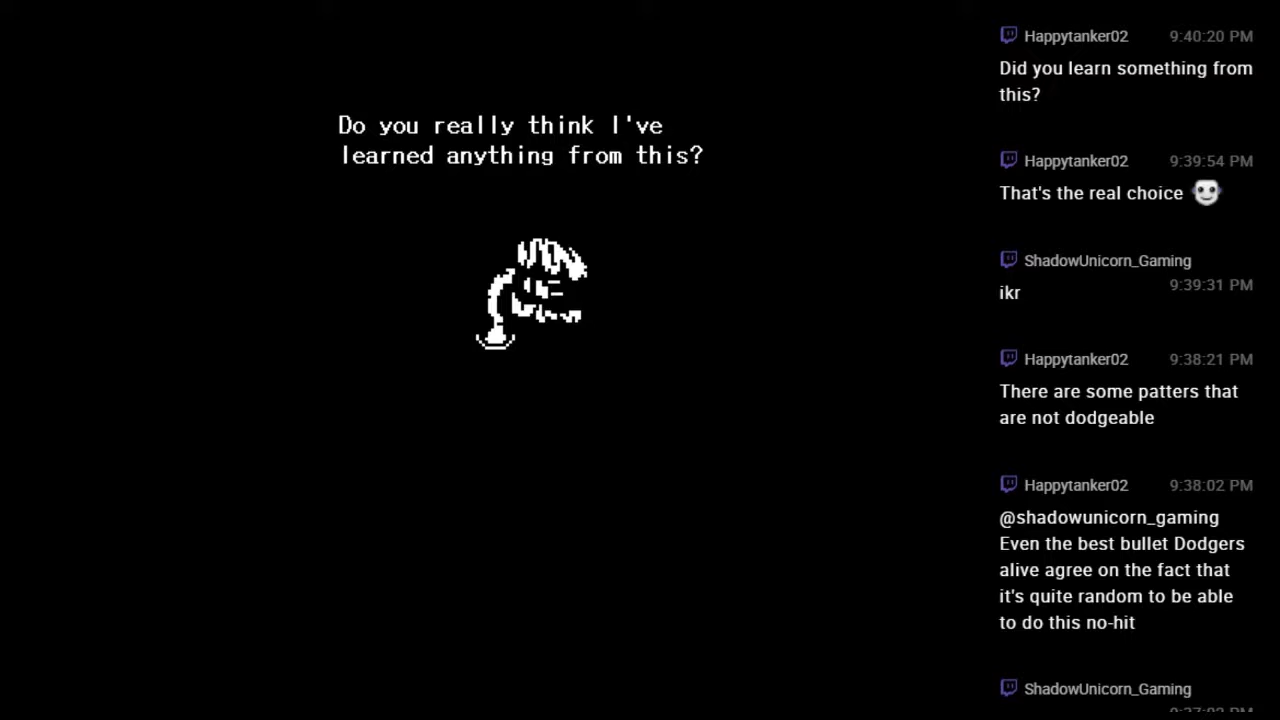 Do you really think I've
learned anything from this?
Happytanker02 9:40:20 PM
Did you learn something from
this?
Happytanker02 9:39:54 PM
That's the real choice
ShadowUnicorn_Gaming
9:39:31 PM
ikr
Happytanker02 9:38:21 PM
There are some patters that
are not dodgeable
Happytanker02 9:38:02 PM
@shadowunicorn_gaming
Even the best bullet Dodgers
alive agree on the fact that
it's quite random to be able
to do this no-hit
ShadowUnicorn_Gaming